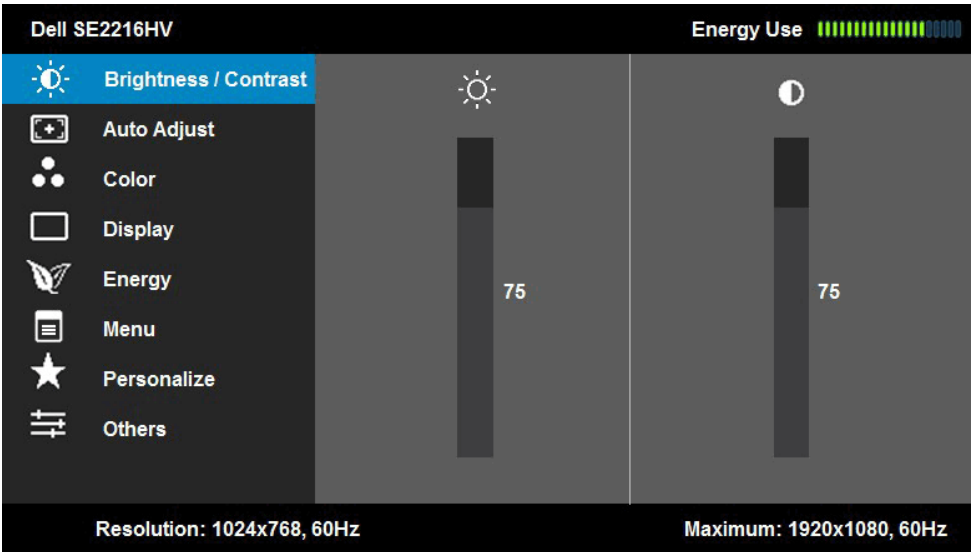 Dell SE2216HV
Energy Use
Brightness / Contrast
Auto Adjust
Color
Display
Energy
Menu
Personalize
Others
75
75
Resolution: 1024x768, 60Hz
Maximum: 1920x1080, 60Hz